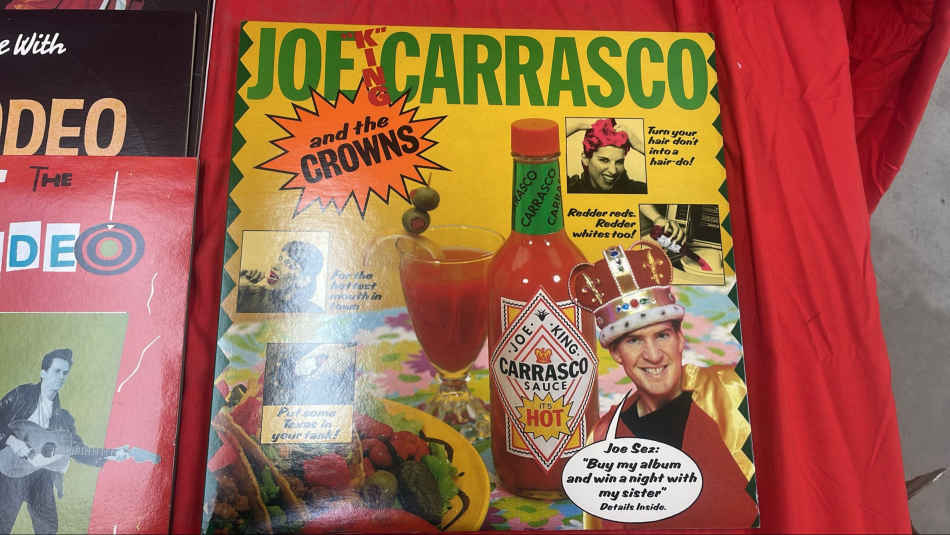 e With
DEO
THE
DEO
JOE "KING" CARRASCO
and the
CROWNS
Turn your
hair don't
into a
hair-do!
Redder reds.
Redder
whites too!
For the
hottest
mouth in
town
Put some
Texas in
your tank!
CARRASCO
CARRASCO
JOE · KING·
CARRASCO
SAUCE
IT'S
HOT
Joe Sez:
"Buy my album
and win a night with
my sister"
Details Inside.